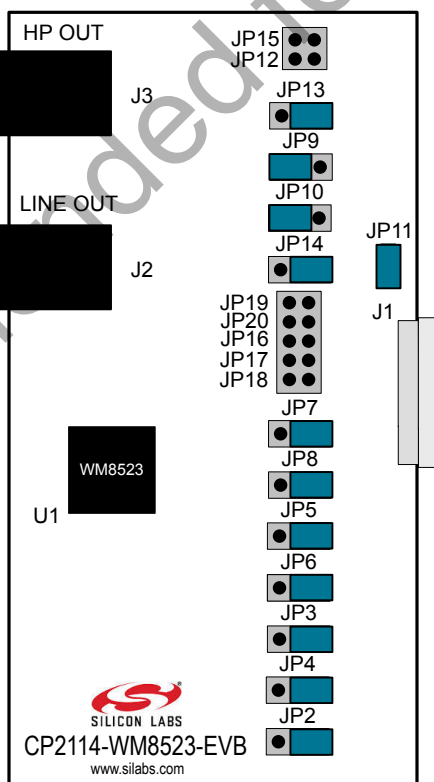 HP OUT
J3
JP15
JP12
JP13
JP9
JP10
LINE OUT
JP14
JP11
J2
J1
JP19
JP20
JP16
JP17
JP18
JP7
WM8523
JP8
U1
JP5
JP6
JP3
JP4
SILICON LABS
JP2
CP2114-WM8523-EVB
www.silabs.com